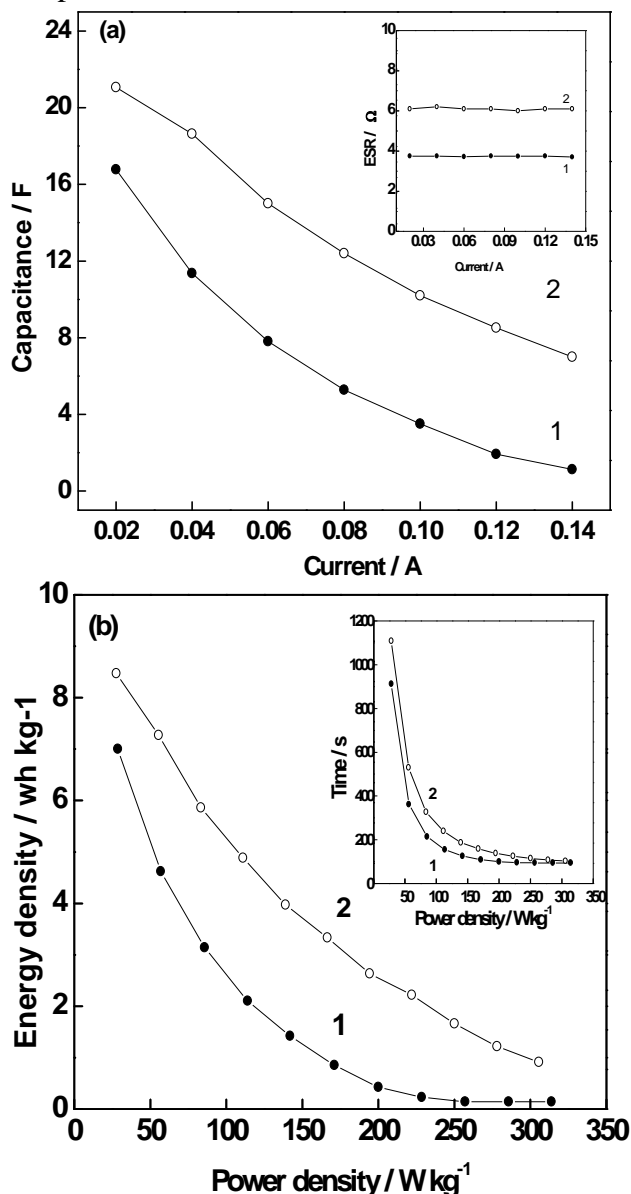 (a)
24
20
16
12
8
4
0
Capacitance / F
0.02 0.04 0.06 0.08 0.10 0.12 0.14
Current / A
1
2
10
8
6
4
2
0
ESR / Ω
0.03 0.06 0.09 0.12 0.15
Current / A
2
1
(b)
10
8
6
4
2
0
Energy density / wh kg-1
0 50 100 150 200 250 300 350
Power density / W kg-1
1
2
1200
1000
800
600
400
200
0
Time / s
50 100 150 200 250 300 350
Power density / W kg-1
2
1